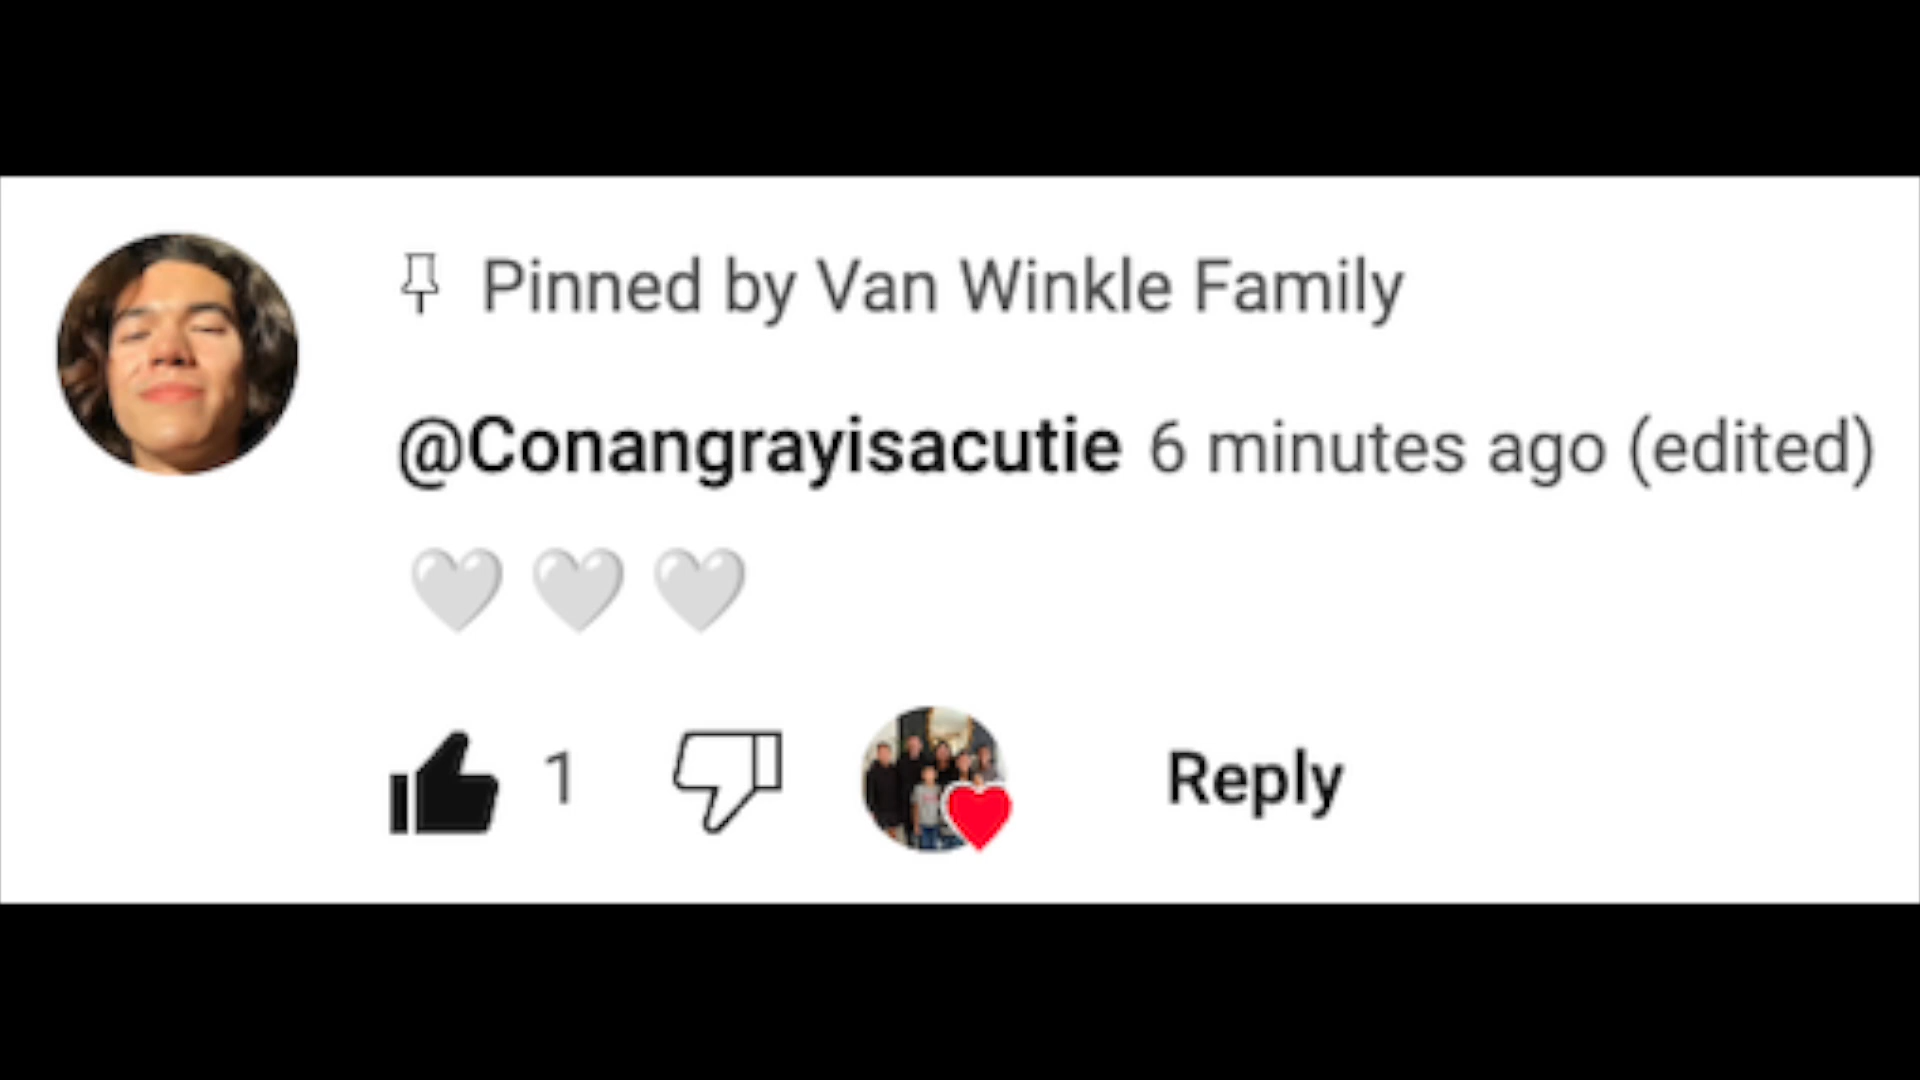 Pinned by Van Winkle Family
@Conangrayisacutie 6 minutes ago (edited)
🤍🤍🤍
1 Reply